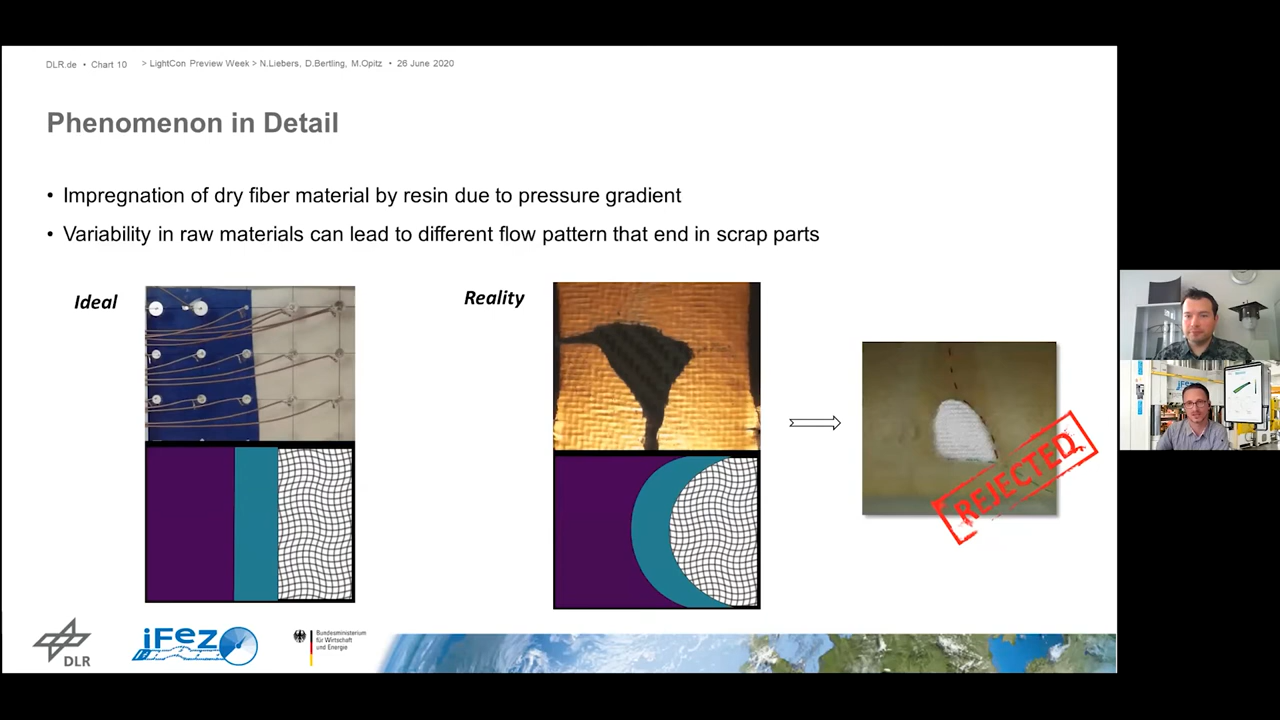 DLR.de • Chart 10 > LightCon Preview Week > N.Liebers, D.Bertling, M.Opitz • 26 June 2020
Phenomenon in Detail
• Impregnation of dry fiber material by resin due to pressure gradient
• Variability in raw materials can lead to different flow pattern that end in scrap parts
Ideal
Reality
REJECTED
DLR
iFEZ
Bundesministerium
für Wirtschaft
und Energie